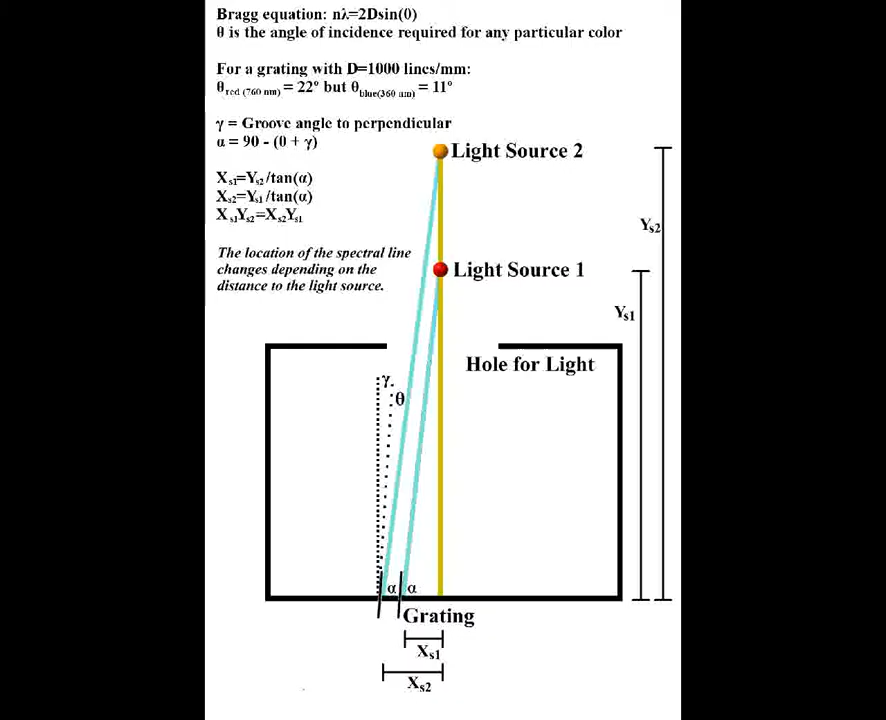 Bragg equation: nλ=2Dsin(θ)
θ is the angle of incidence required for any particular color
For a grating with D=1000 lines/mm:
θred (760 nm) = 22° but θblue(360 nm) = 11°
γ = Groove angle to perpendicular
α = 90 - (θ + γ)
Xs1=Ys2/tan(α)
Xs2=Ys1/tan(α)
Xs1Ys2=Xs2Ys1
The location of the spectral line
changes depending on the
distance to the light source.
Light Source 2
Light Source 1
Ys2
Ys1
Hole for Light
γ
θ
α
α
Grating
Xs1
Xs2